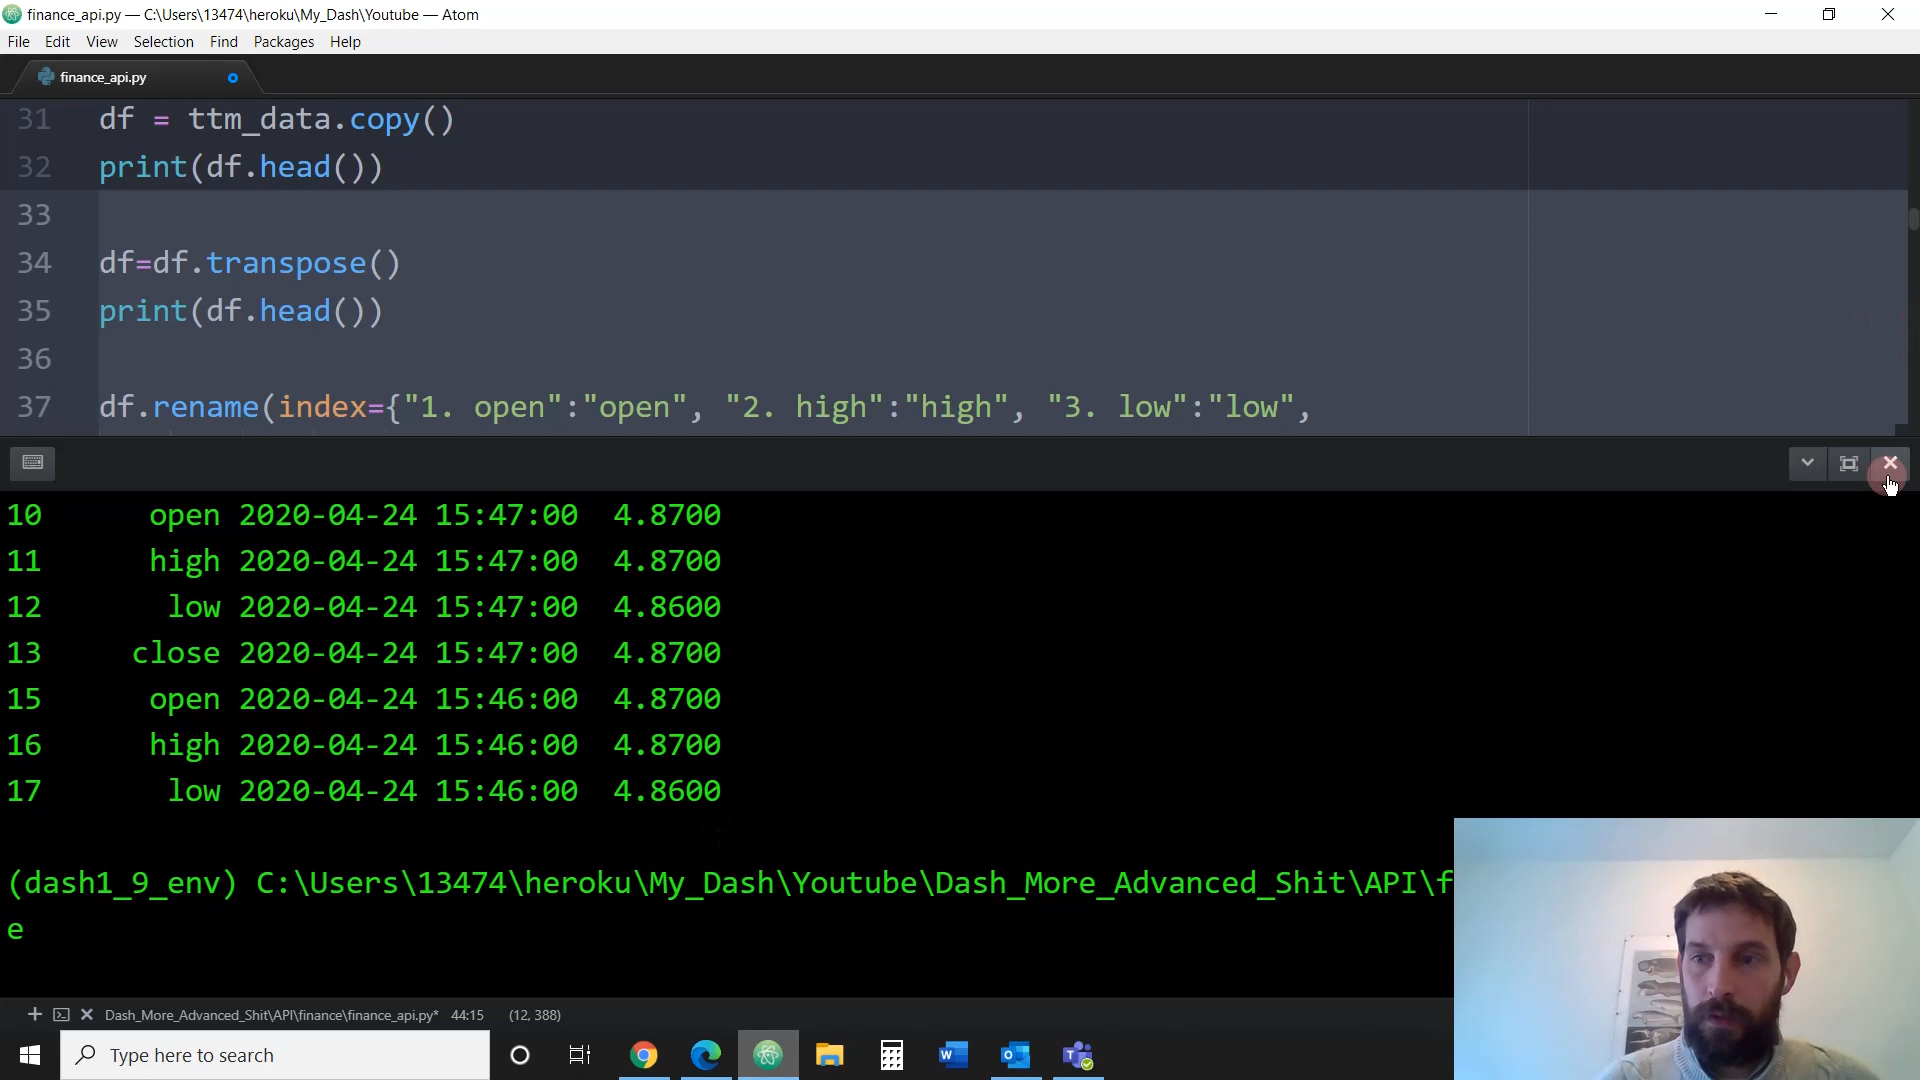 finance_api.py — C:\Users\13474\heroku\My_Dash\Youtube — Atom
File Edit View Selection Find Packages Help
finance_api.py
31 df = ttm_data.copy()
32 print(df.head())
33
34 df=df.transpose()
35 print(df.head())
36
37 df.rename(index={"1. open":"open", "2. high":"high", "3. low":"low",
10 open 2020-04-24 15:47:00 4.8700
11 high 2020-04-24 15:47:00 4.8700
12 low 2020-04-24 15:47:00 4.8600
13 close 2020-04-24 15:47:00 4.8700
15 open 2020-04-24 15:46:00 4.8700
16 high 2020-04-24 15:46:00 4.8700
17 low 2020-04-24 15:46:00 4.8600
(dash1_9_env) C:\Users\13474\heroku\My_Dash\Youtube\Dash_More_Advanced_Shit\API\f
e
Dash_More_Advanced_Shit\API\finance\finance_api.py* 44:15 (12, 388)
Type here to search